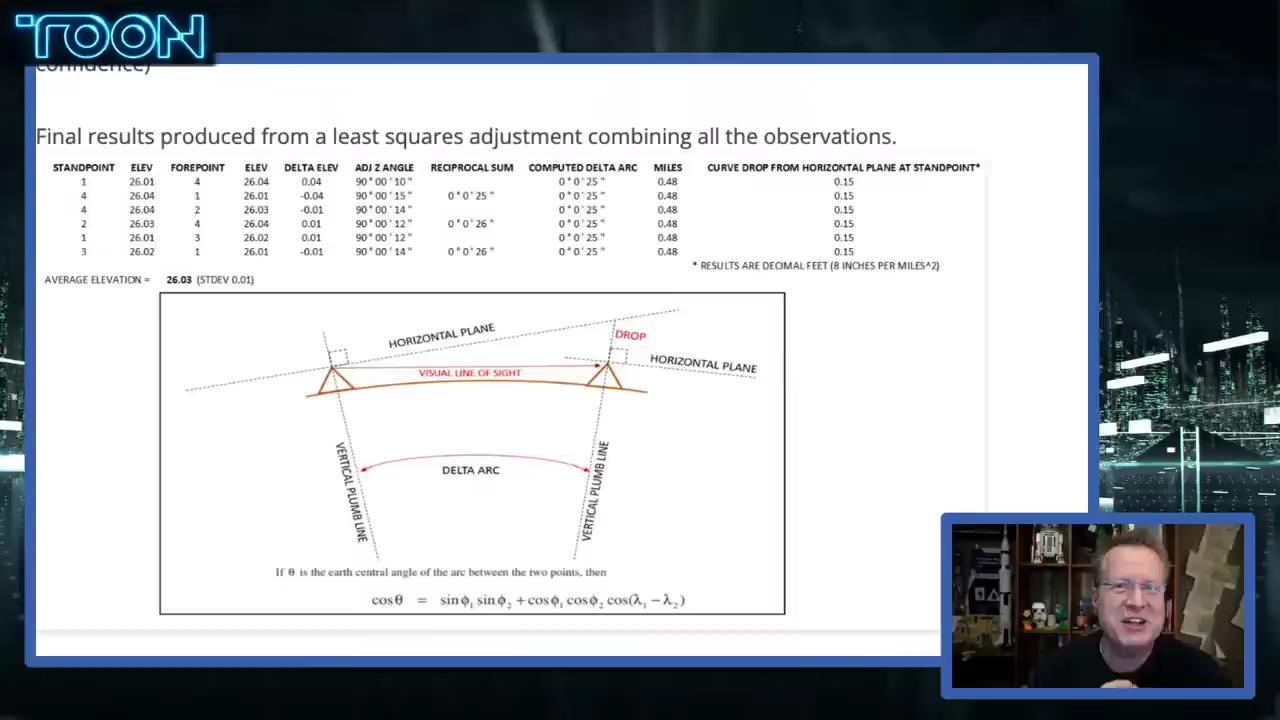 TOON
confidence)
Final results produced from a least squares adjustment combining all the observations.
STANDPOINT ELEV FOREPOINT ELEV DELTA ELEV ADJ Z ANGLE RECIPROCAL SUM COMPUTED DELTA ARC MILES CURVE DROP FROM HORIZONTAL PLANE AT STANDPOINT*
1 26.01 4 26.04 0.04 90° 00 ' 10 " 0 ° 0 ' 25 " 0.48 0.15
4 26.04 1 26.01 -0.04 90° 00 ' 15 " 0 ° 0 ' 25 " 0 ° 0 ' 25 " 0.48 0.15
4 26.04 2 26.03 -0.01 90° 00 ' 14 " 0 ° 0 ' 25 " 0.48 0.15
2 26.03 4 26.04 0.01 90° 00 ' 12 " 0 ° 0 ' 26 " 0 ° 0 ' 25 " 0.48 0.15
1 26.01 3 26.02 0.01 90° 00 ' 12 " 0 ° 0 ' 25 " 0.48 0.15
3 26.02 1 26.01 -0.01 90° 00 ' 14 " 0 ° 0 ' 26 " 0 ° 0 ' 25 " 0.48 0.15
* RESULTS ARE DECIMAL FEET (8 INCHES PER MILES^2)
AVERAGE ELEVATION = 26.03 (STDEV 0.01)
HORIZONTAL PLANE
DROP
HORIZONTAL PLANE
VISUAL LINE OF SIGHT
VERTICAL PLUMB LINE
DELTA ARC
VERTICAL PLUMB LINE
If θ is the earth central angle of the arc between the two points, then
cosθ = sinϕ₁ sinϕ₂ + cosϕ₁ cosϕ₂ cos(λ₁ − λ₂)